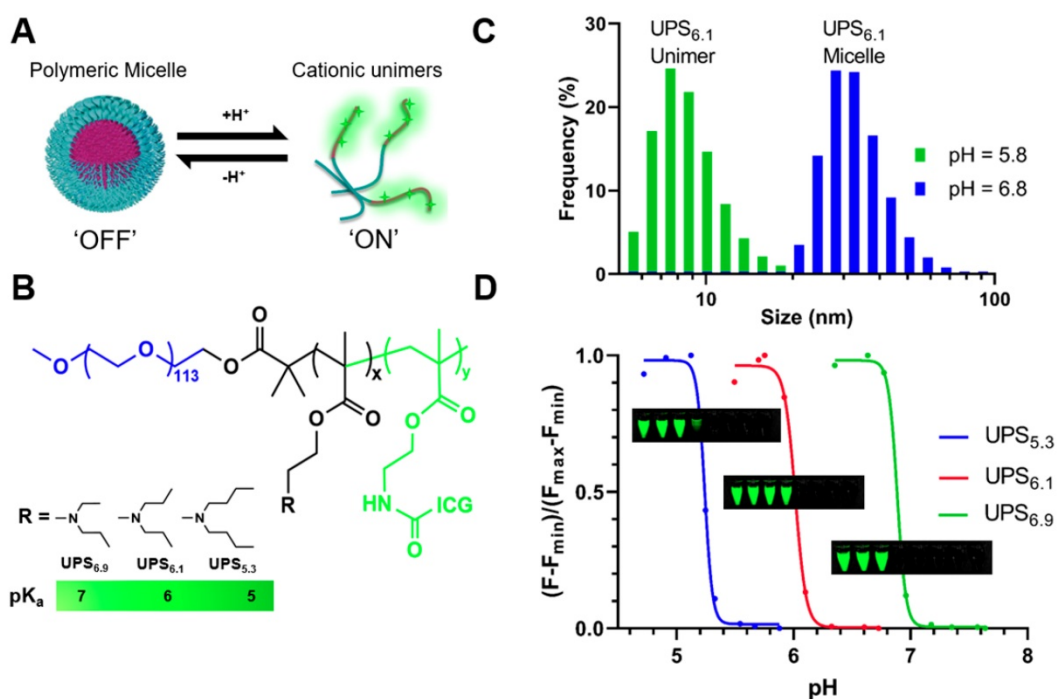 A
Polymeric Micelle
Cationic unimers
+H⁺
-H⁺
'OFF'
'ON'
B
O
O
113
O
O
x
y
O
O
O
O
HN
ICG
O
R
R =
N
N
N
UPS6.9
UPS6.1
UPS5.3
pKa
7
6
5
C
UPS6.1
Unimer
UPS6.1
Micelle
Frequency (%)
30
20
10
0
pH = 5.8
pH = 6.8
10
100
Size (nm)
D
(F-Fmin)/(Fmax-Fmin)
1.0
0.5
0.0
UPS5.3
UPS6.1
UPS6.9
5
6
7
8
pH